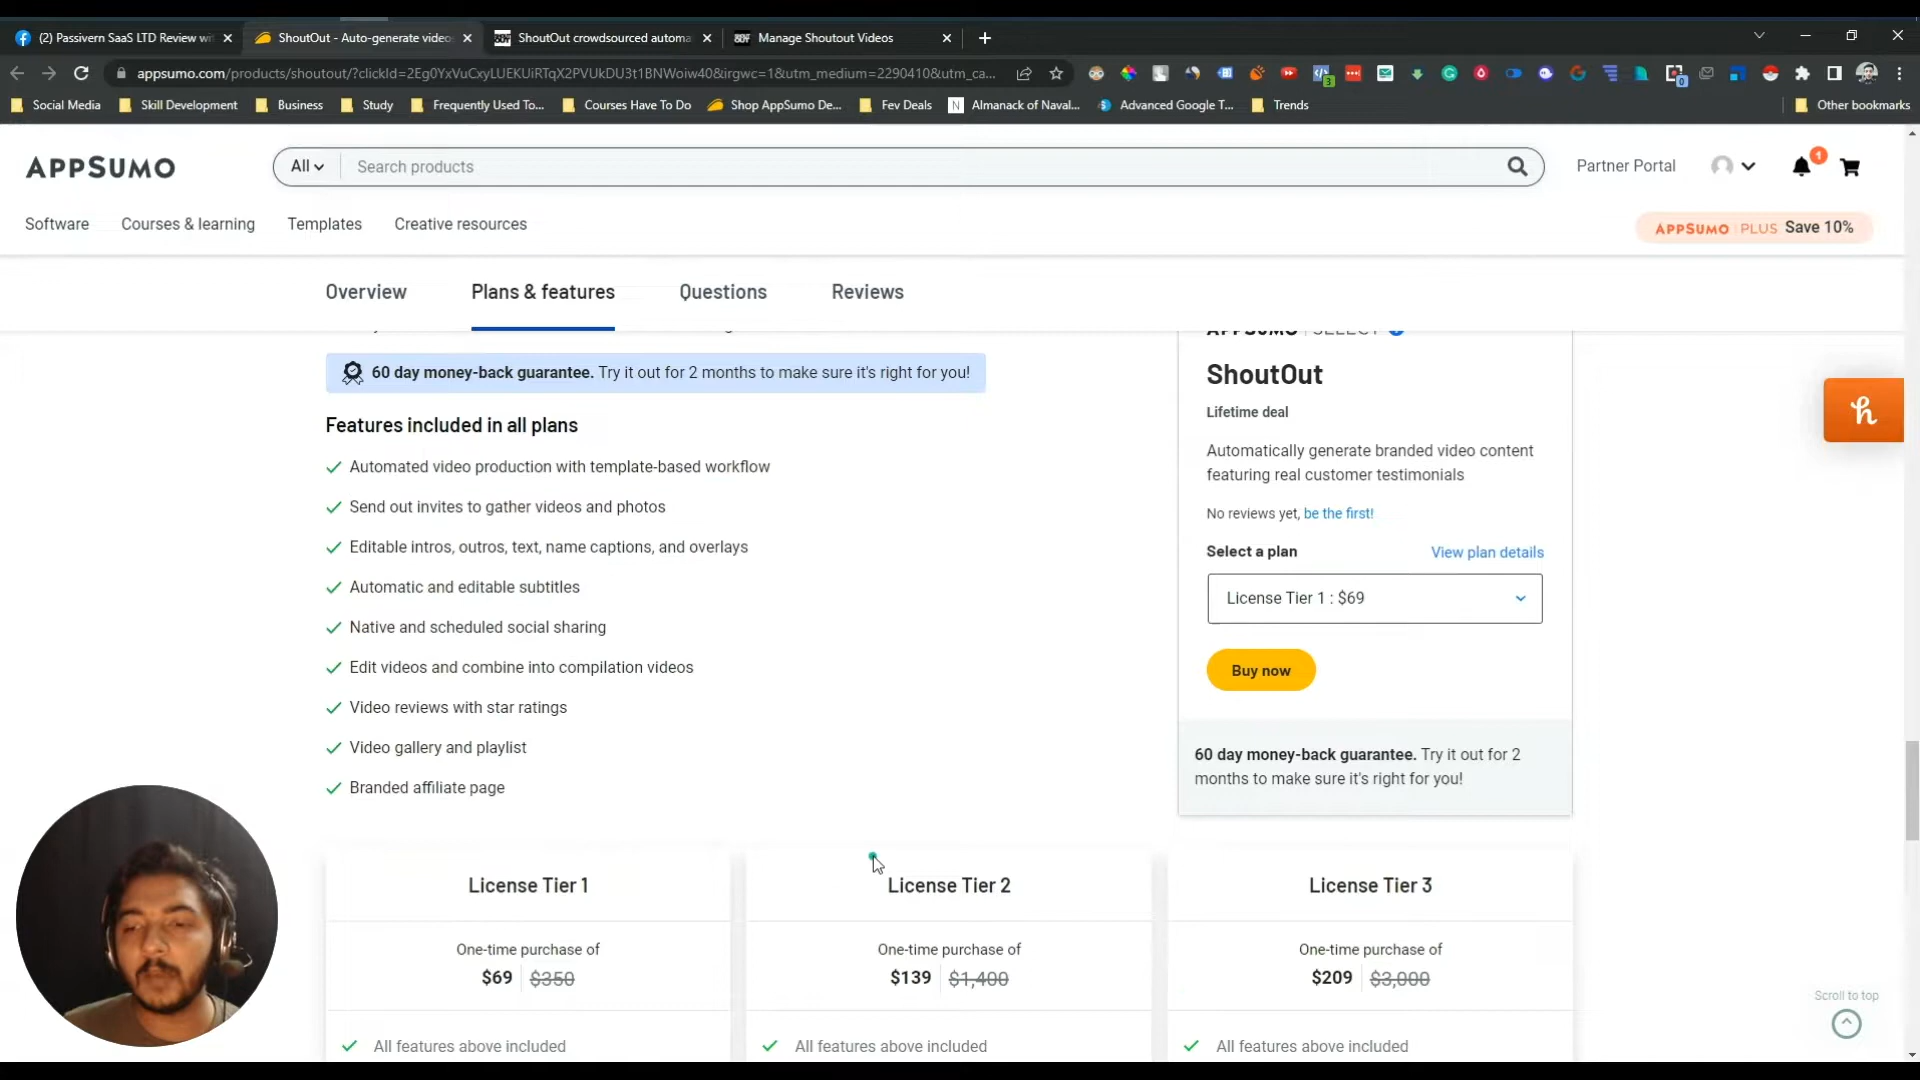 (2) Passivern SaaS LTD Review wi
ShoutOut - Auto-generate video
ShoutOut crowdsourced automa
Manage Shoutout Videos
appsumo.com/products/shoutout/?clickId=2Eg0YxVuCxyLUEKUiRTqX2PVUkDU3t1BNWoiw40&irgwc=1&utm_medium=2290410&utm_ca...
Social Media
Skill Development
Business
Study
Frequently Used To...
Courses Have To Do
Shop AppSumo De...
Fev Deals
Almanack of Naval...
Advanced Google T...
Trends
Other bookmarks
APPSUMO
All
Search products
Partner Portal
1
Software
Courses & learning
Templates
Creative resources
APPSUMO PLUS Save 10%
Overview
Plans & features
Questions
Reviews
60 day money-back guarantee. Try it out for 2 months to make sure it's right for you!
Features included in all plans
Automated video production with template-based workflow
Send out invites to gather videos and photos
Editable intros, outros, text, name captions, and overlays
Automatic and editable subtitles
Native and scheduled social sharing
Edit videos and combine into compilation videos
Video reviews with star ratings
Video gallery and playlist
Branded affiliate page
APPSUMO SELECT
ShoutOut
Lifetime deal
Automatically generate branded video content
featuring real customer testimonials
No reviews yet, be the first!
Select a plan
View plan details
License Tier 1 : $69
Buy now
60 day money-back guarantee. Try it out for 2
months to make sure it's right for you!
License Tier 1
One-time purchase of
$69 $350
All features above included
License Tier 2
One-time purchase of
$139 $1,400
All features above included
License Tier 3
One-time purchase of
$209 $3,000
All features above included
Scroll to top